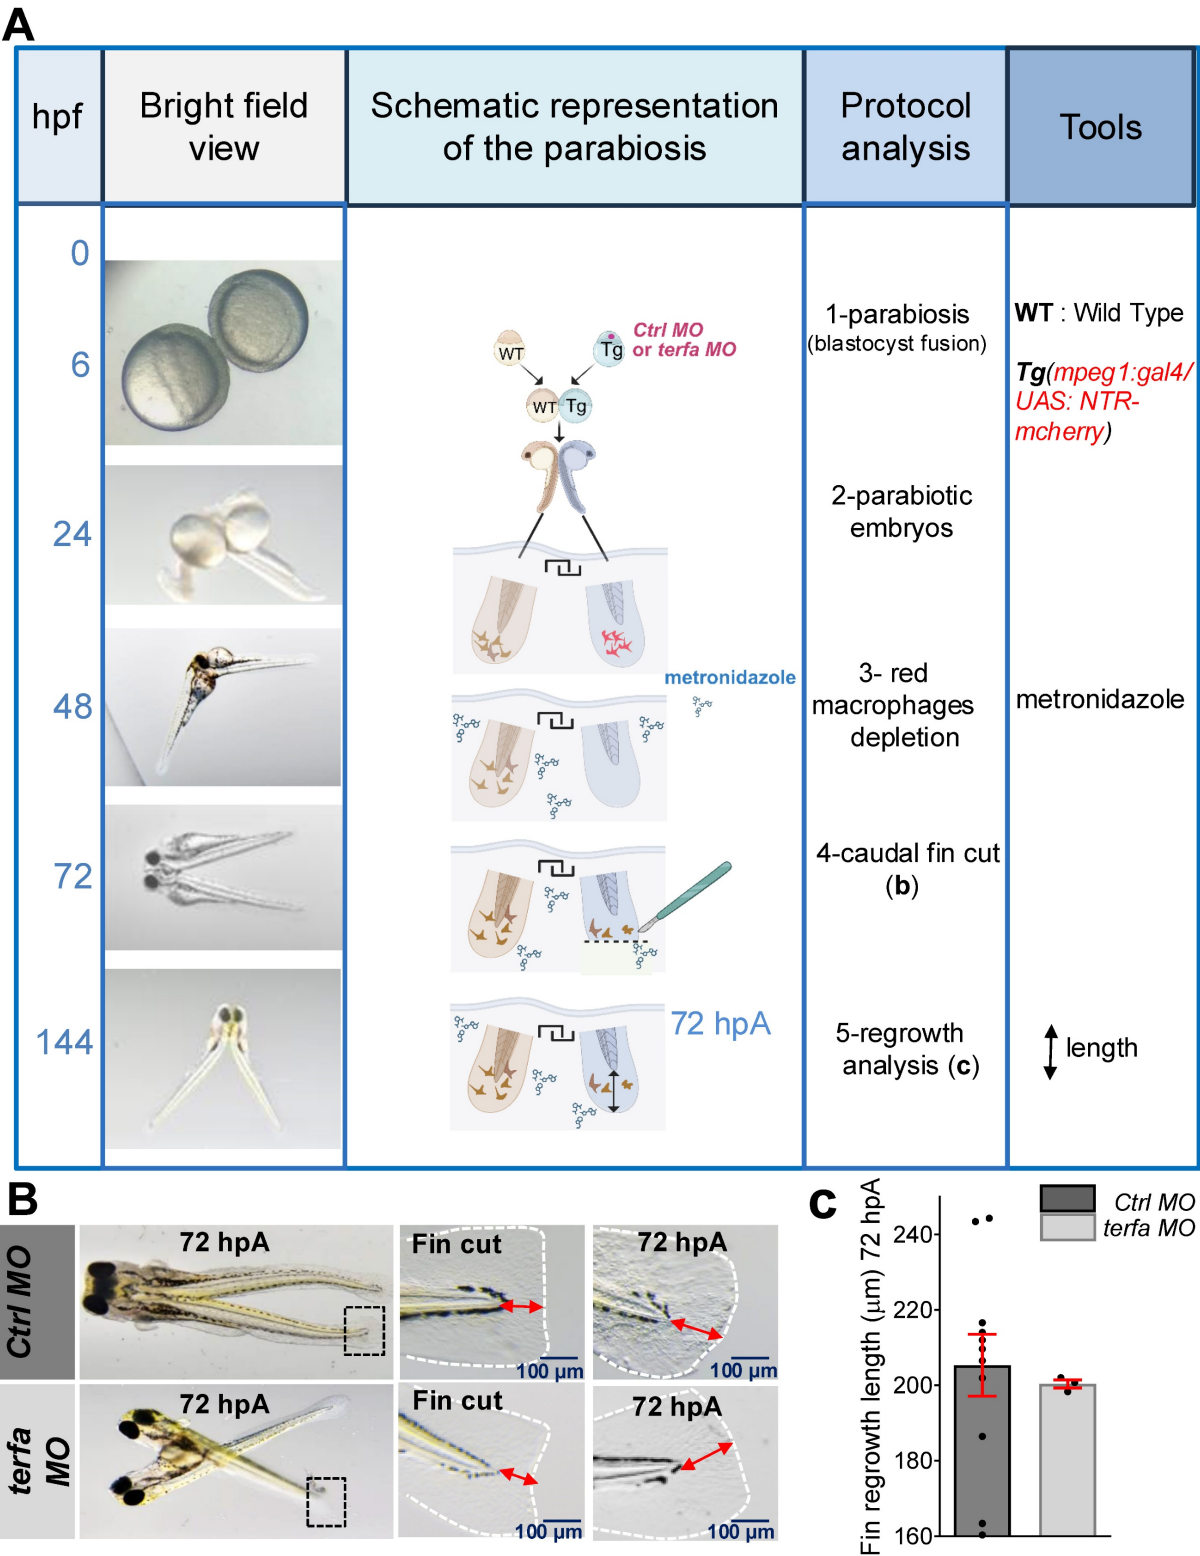 A
hpf
Bright field
view
Schematic representation
of the parabiosis
Protocol
analysis
Tools
0
6
24
48
72
144
WT
Tg
Ctrl MO
or terfa MO
WT
Tg
metronidazole
72 hpA
1-parabiosis
(blastocyst fusion)
2-parabiotic
embryos
3- red
macrophages
depletion
4-caudal fin cut
(b)
5-regrowth
analysis (c)
WT : Wild Type
Tg(mpeg1:gal4/
UAS: NTR-
mcherry)
metronidazole
length
B
Ctrl MO
72 hpA
Fin cut
100 µm
72 hpA
100 µm
terfa
MO
72 hpA
Fin cut
100 µm
72 hpA
100 µm
c
Fin regrowth length (µm) 72 hpA
240
220
200
180
160
Ctrl MO
terfa MO